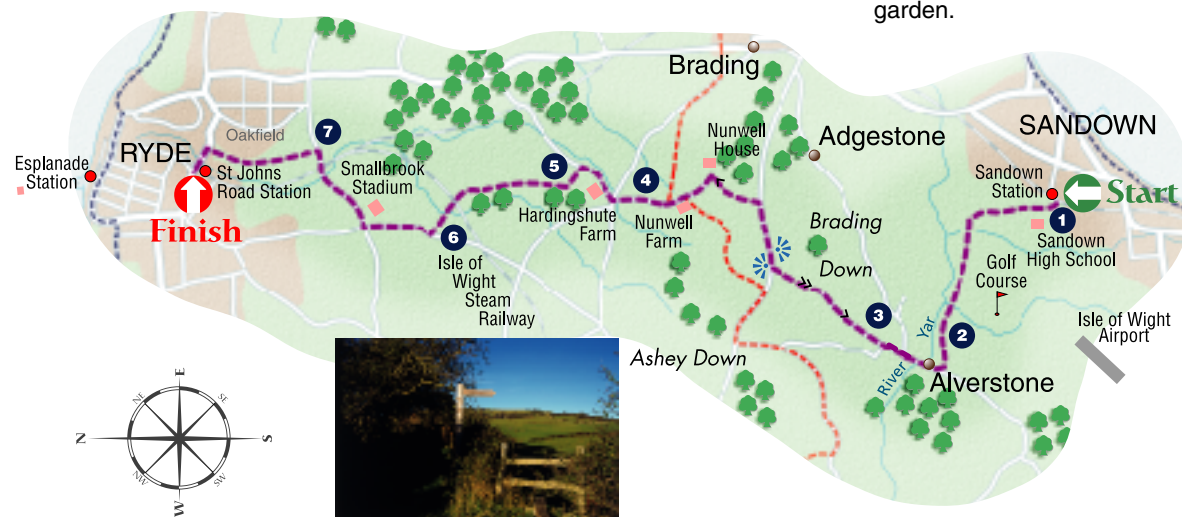 garden.
Brading
Adgestone
SANDOWN
Nunwell
House
Sandown
Station
Start
1
Sandown
High School
Golf
Course
Isle of Wight
Airport
Yar
River
2
Alverstone
3
Brading
Down
Ashey Down
4
Nunwell
Farm
5
Hardingshute
Farm
6
Isle of
Wight
Steam
Railway
Smallbrook
Stadium
7
Oakfield
RYDE
St Johns
Road Station
Esplanade
Station
Finish
E
SE
S
SW
W
NW
N
NE